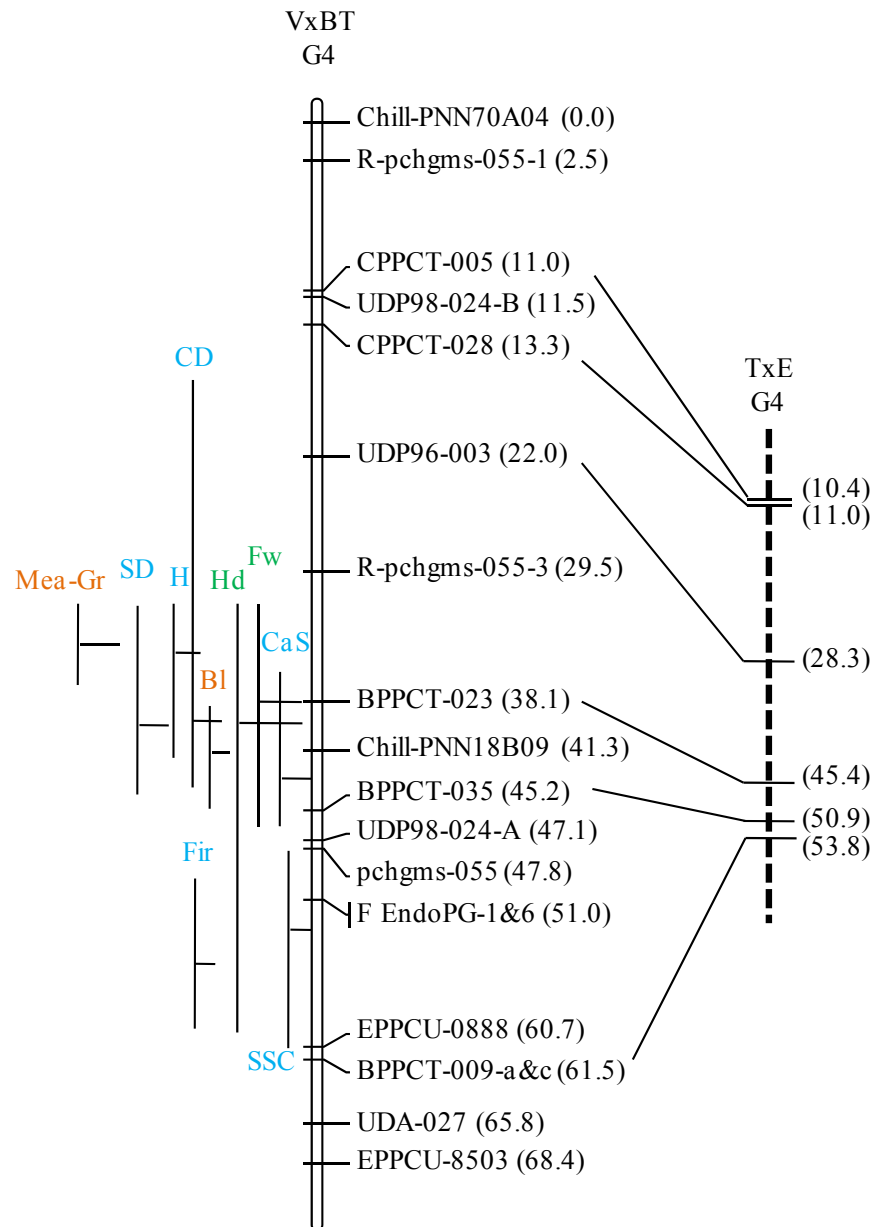 VxBT
G4
Chill-PNN70A04 (0.0)
R-pchgms-055-1 (2.5)
CPPCT-005 (11.0)
UDP98-024-B (11.5)
CPPCT-028 (13.3)
CD
TxE
G4
UDP96-003 (22.0)
(10.4)
(11.0)
Fw
R-pchgms-055-3 (29.5)
Mea-Gr
SD
H
Hd
CaS
(28.3)
Bl
BPPCT-023 (38.1)
Chill-PNN18B09 (41.3)
(45.4)
BPPCT-035 (45.2)
(50.9)
UDP98-024-A (47.1)
(53.8)
Fir
pchgms-055 (47.8)
F EndoPG-1&6 (51.0)
EPPCU-0888 (60.7)
SSC
BPPCT-009-a&c (61.5)
UDA-027 (65.8)
EPPCU-8503 (68.4)